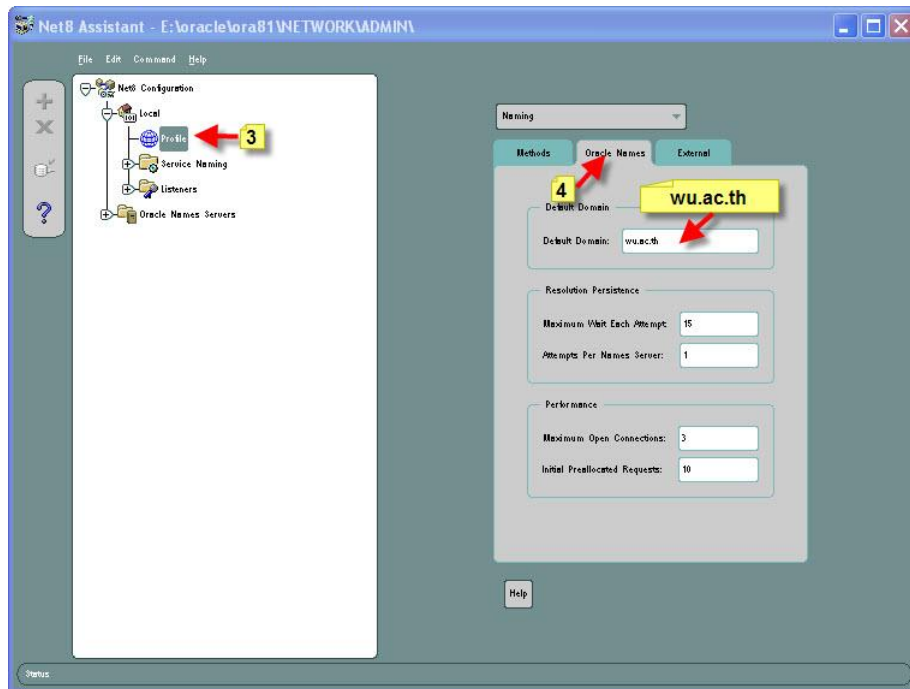 Net8 Assistant - E:\oracle\ora81\NETWORK\ADMIN\
File Edit Command Help
Net8 Configuration
Local
Profile
3
Service Naming
Listeners
Oracle Names Servers
Naming
Methods Oracle Names External
4
wu.ac.th
Default Domain
Default Domain: wu.ac.th
Resolution Persistence
Maximum Wait Each Attempt: 15
Attempts Per Names Server: 1
Performance
Maximum Open Connections: 3
Initial Preallocated Requests: 10
Help
Status: